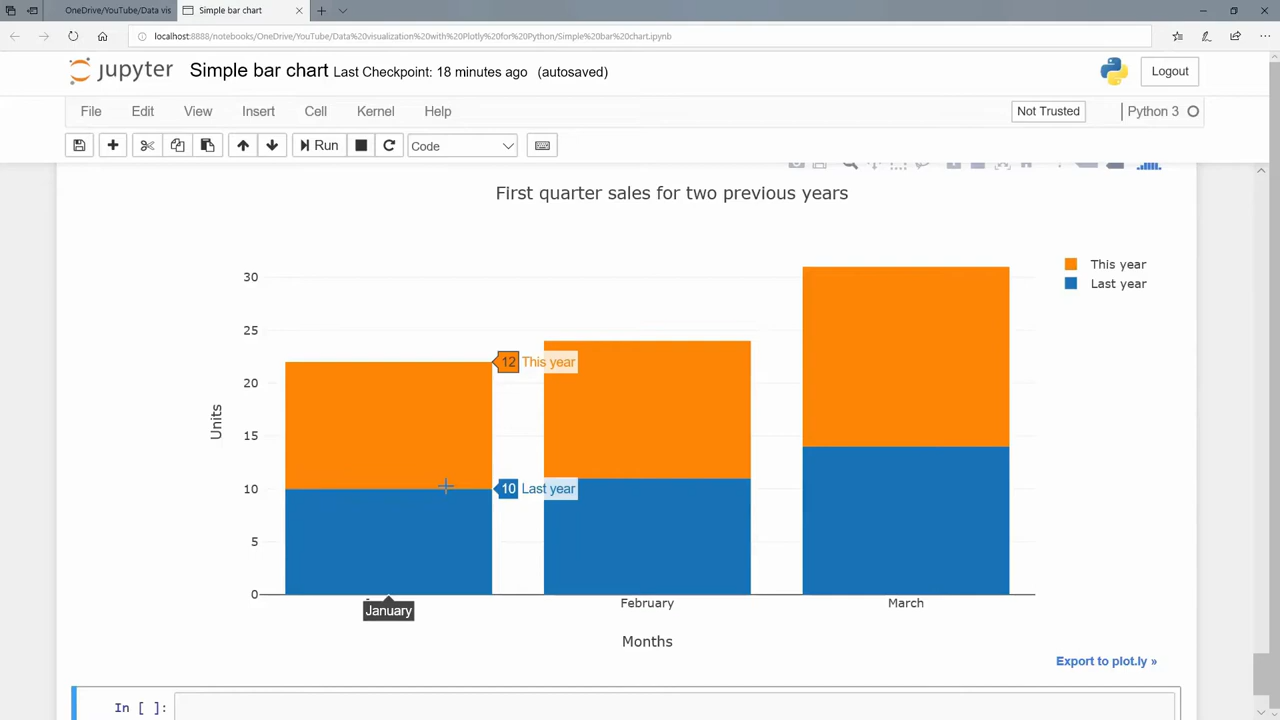 OneDrive/YouTube/Data vis
Simple bar chart
localhost:8888/notebooks/OneDrive/YouTube/Data%20visualization%20with%20Plotly%20for%20Python/Simple%20bar%20chart.ipynb
jupyter Simple bar chart Last Checkpoint: 18 minutes ago (autosaved) Logout
File Edit View Insert Cell Kernel Help Not Trusted Python 3
Run Code
First quarter sales for two previous years
This year
Last year
30
25
20
15
10
5
0
Units
12 This year
10 Last year
January February March
Months
Export to plot.ly »
In [ ]: